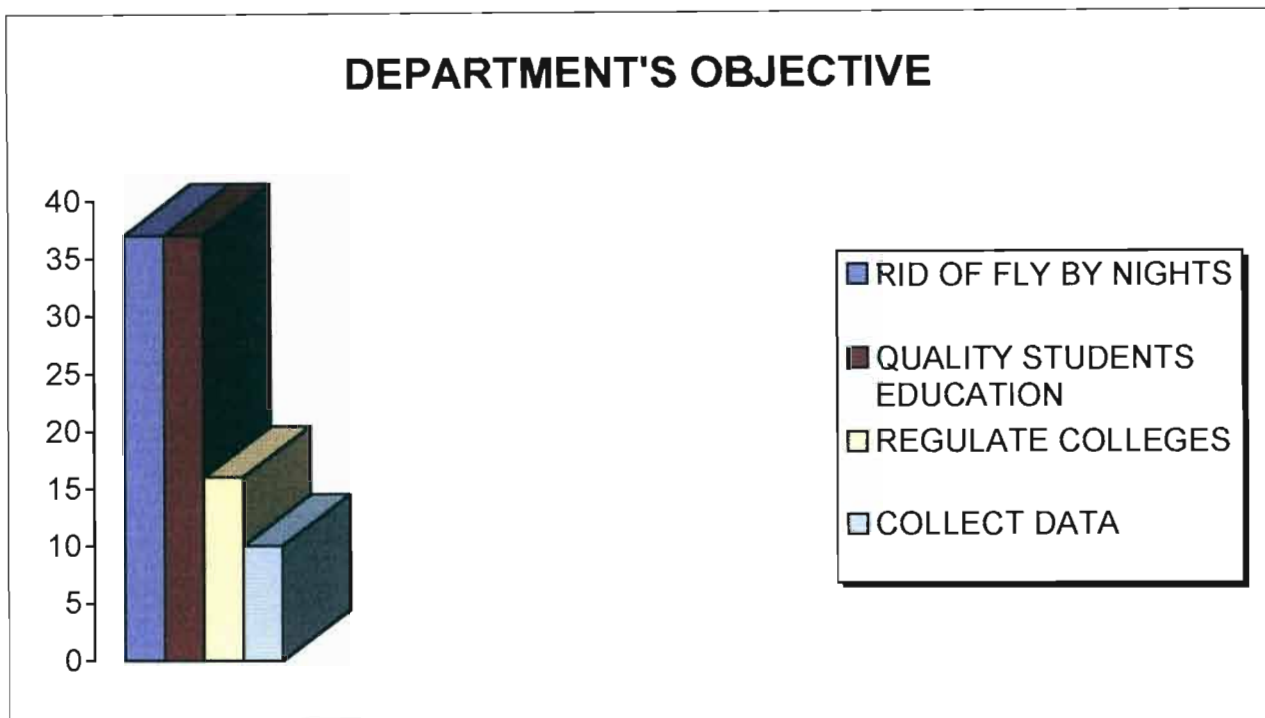 DEPARTMENT'S OBJECTIVE
40
35
30
25
20
15
10
5
0
RID OF FLY BY NIGHTS
QUALITY STUDENTS
EDUCATION
REGULATE COLLEGES
COLLECT DATA